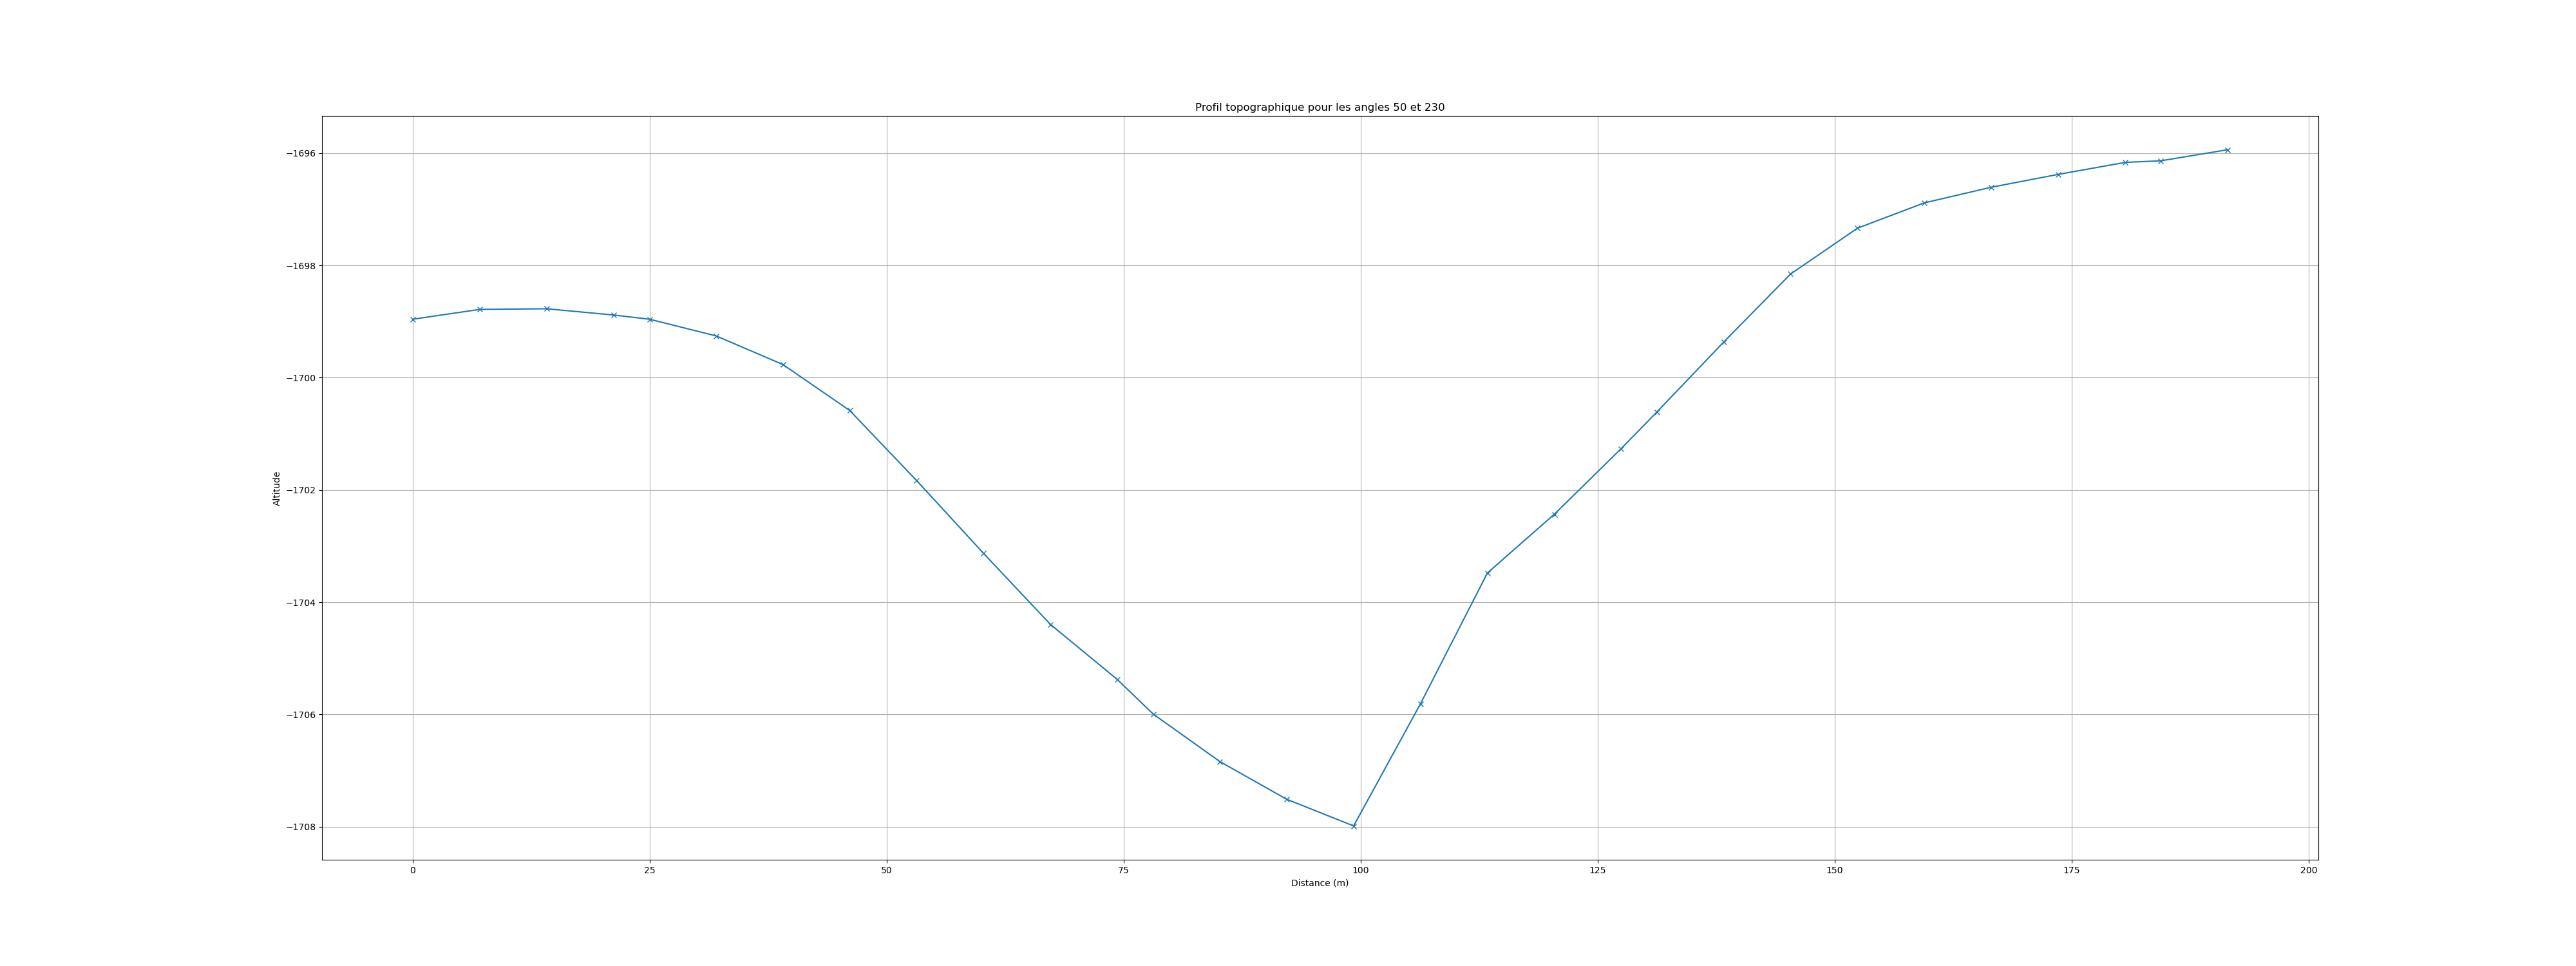 Profil topographique pour les angles 50 et 230
−1696
−1698
−1700
−1702
−1704
−1706
−1708
Altitude
0 25 50 75 100 125 150 175 200
Distance (m)